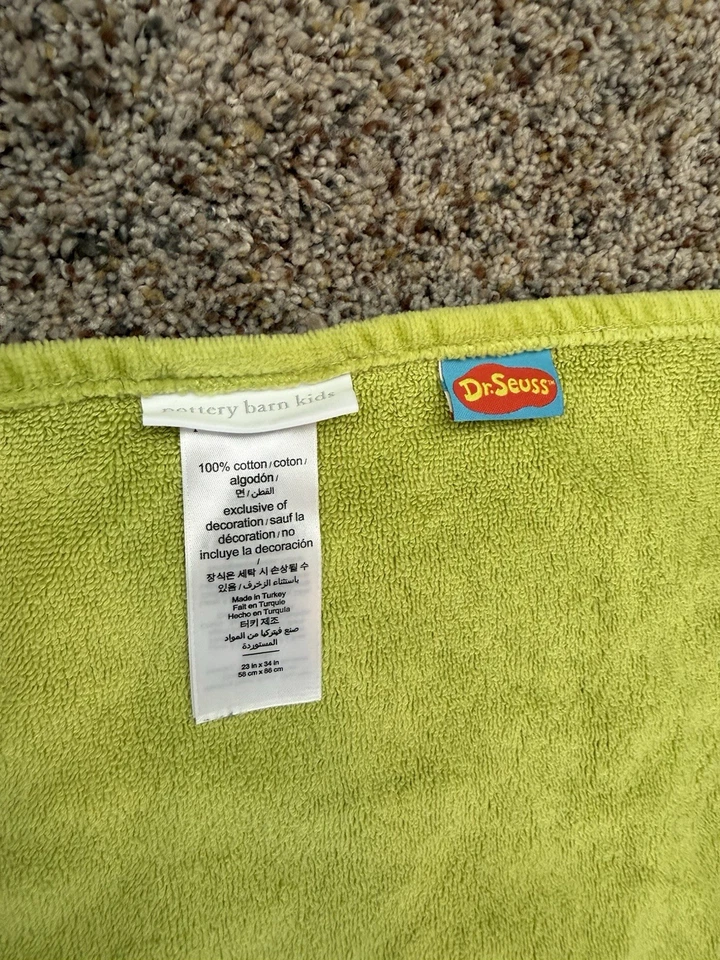 pottery barn kids
Dr. Seuss™
100% cotton / coton /
algodón /
면 / القطن
exclusive of
decoration / sauf la
décoration / no
incluye la decoración
/
장식은 세탁 시 손상될 수
있음 / باستثناء الزخرف
Made in Turkey
Fait en Turquie
Hecho en Turquía
터키 제조
صنع فيتركيا من المواد
المستوردة
23 in x 34 in
58 cm x 86 cm